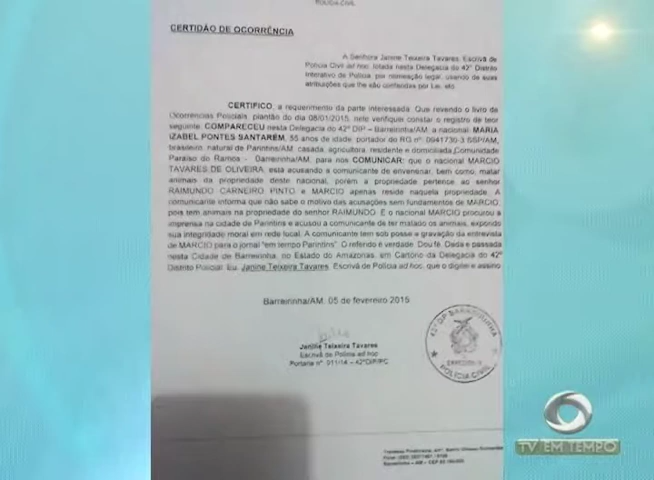 POLICIA CIVIL
CERTIDÃO DE OCORRÊNCIA
A Senhora Janine Teixeira Tavares, Escrivã de
Polícia Civil ad hoc, lotada nesta Delegacia do 42º Distrito
Interativo de Polícia, por nomeação legal, usando de suas
atribuições que lhe são conferidas por Lei, etc.
CERTIFICO, a requerimento da parte interessada. Que revendo o livro de
Ocorrências Policiais, plantão do dia 08/01/2015, nele verifiquei constar o registro de teor
seguinte: COMPARECEU nesta Delegacia do 42º DIP – Barreirinha/AM, a nacional MARIA
IZABEL PONTES SANTAREM, 55 anos de idade, portador do RG nº: 0941730-3 SSP/AM,
brasileiro, natural de Parintins/AM, casada, agricultora, residente e domiciliada Comunidade
Paraíso do Ramos - Barreirinha/AM, para nos COMUNICAR: que o nacional MARCIO
TAVARES DE OLIVEIRA, esta acusando a comunicante de envenenar, bem como, matar
animais da propriedade deste nacional, porém a propriedade pertence ao senhor
RAIMUNDO CARNEIRO PINTO e MARCIO apenas reside naquela propriedade. A
comunicante informa que não sabe o motivo das acusações sem fundamentos de MARCIO,
pois tem animais na propriedade do senhor RAIMUNDO. E o nacional MARCIO procurou a
imprensa na cidade de Parintins e acusou a comunicante de ter matado os animais, expondo
sua integridade moral em rede local. A comunicante tem sob posse a gravação da entrevista
de MARCIO para o jornal "em tempo Parintins". O referido é verdade. Dou fé. Dada e passada
nesta Cidade de Barreirinha, no Estado do Amazonas, em Cartório da Delegacia do 42º
Distrito Policial. Eu, Janine Teixeira Tavares, Escrivã de Polícia ad hoc, que o digitei e assino.
Barreirinha/AM, 05 de fevereiro 2015
Janine Teixeira Tavares
Escrivã de Polícia ad hoc
Portaria nº. 011/14 – 42ºDIP/PC
42º DIP BARREIRINHA
POLÍCIA CIVIL
TV EM TEMPO